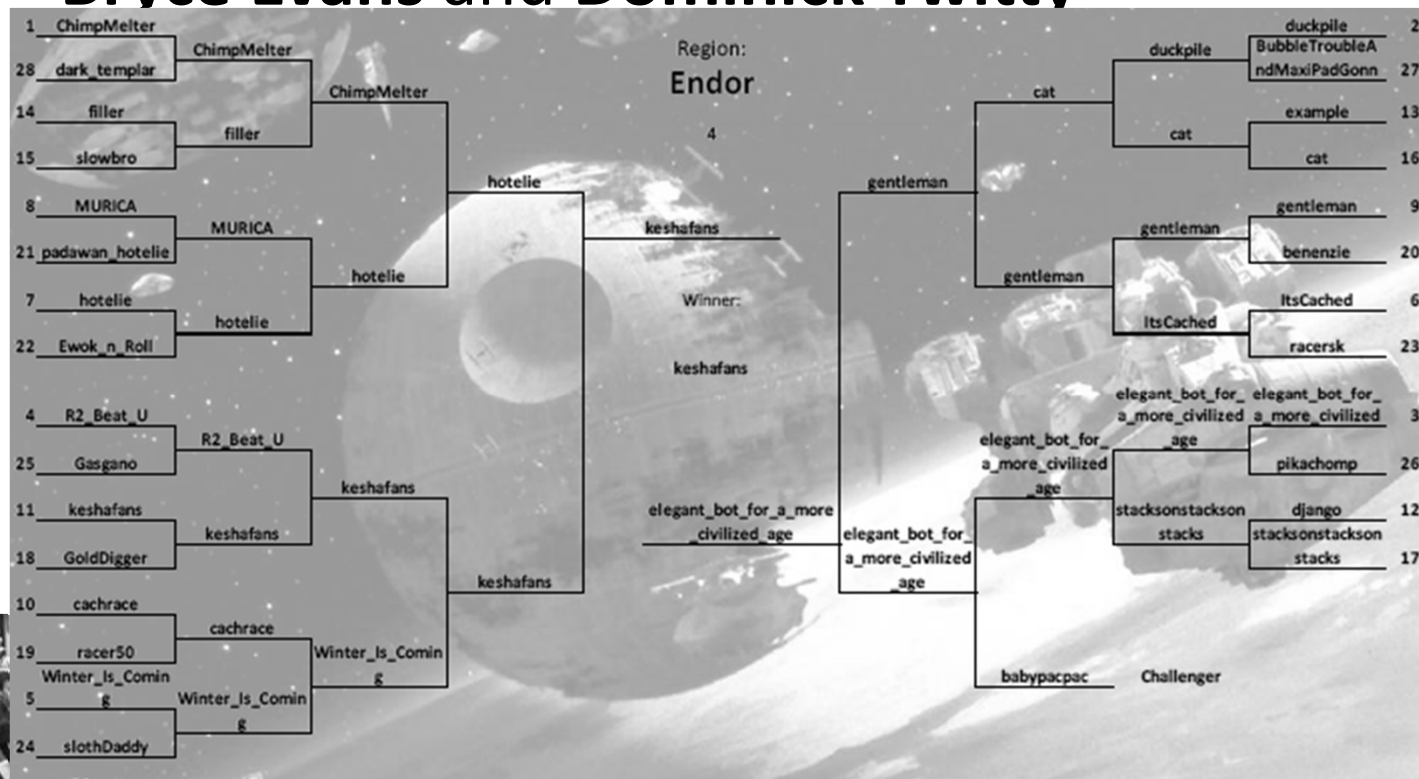 Bryce Evans and Dominick Twitty
Region:
Endor
4
1 ChimpMelter
ChimpMelter
28 dark_templar
ChimpMelter
14 filler
filler
15 slowbro
hotelie
8 MURICA
MURICA
21 padawan_hotelie
hotelie
7 hotelie
hotelie
22 Ewok_n_Roll
keshafans
Winner:
keshafans
4 R2_Beat_U
R2_Beat_U
25 Gasgano
keshafans
11 keshafans
keshafans
18 GoldDigger
keshafans
10 cachrace
cachrace
19 racer50
Winter_Is_Comin
g
Winter_Is_Comin
g
5
Winter_Is_Comin
g
24 slothDaddy
duckpile 2
duckpile
BubbleTroubleA
ndMaxiPadGonn 27
cat
example 13
cat
cat 16
gentleman
gentleman 9
gentleman
benenzie 20
gentleman
ItsCached 6
ItsCached
racersk 23
elegant_bot_for_
a_more_civilized 3
elegant_bot_for_
a_more_civilized
_age
pikachomp 26
elegant_bot_for_
a_more_civilized
_age
django 12
stacksonstackson
stacks
stacksonstackson
stacks 17
elegant_bot_for_a_more
_civilized_age
elegant_bot_for_
a_more_civilized
_age
babypacpac Challenger